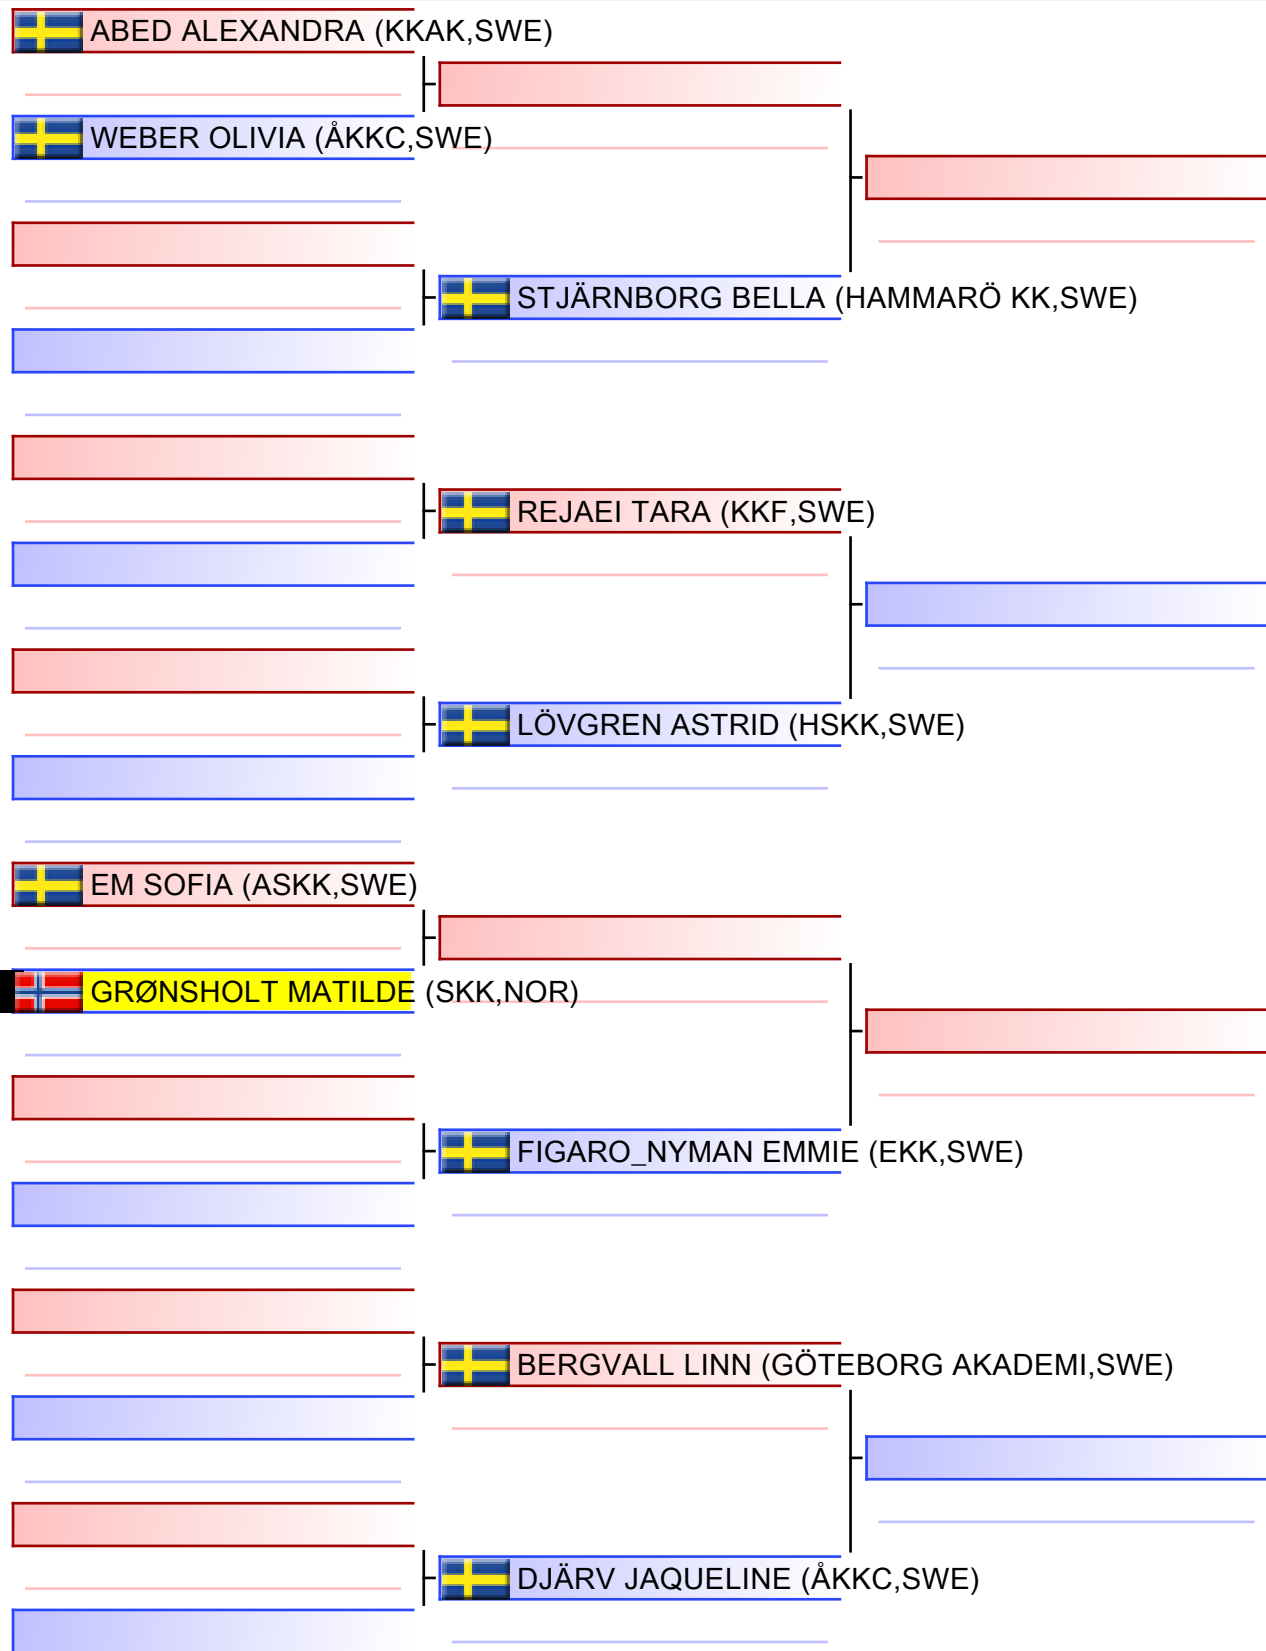 ABED ALEXANDRA (KKAK,SWE)
WEBER OLIVIA (ÅKKC,SWE)
STJÄRNBORG BELLA (HAMMARÖ KK,SWE)
REJAEI TARA (KKF,SWE)
LÖVGREN ASTRID (HSKK,SWE)
EM SOFIA (ASKK,SWE)
GRØNSHOLT MATILDE (SKK,NOR)
FIGARO_NYMAN EMMIE (EKK,SWE)
BERGVALL LINN (GÖTEBORG AKADEMI,SWE)
DJÄRV JAQUELINE (ÅKKC,SWE)